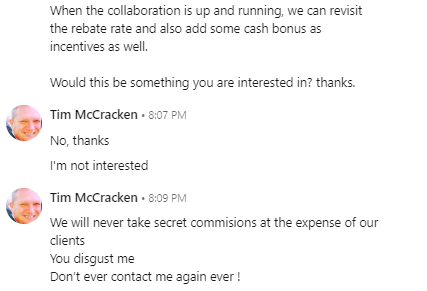 When the collaboration is up and running, we can revisit
the rebate rate and also add some cash bonus as
incentives as well.
Would this be something you are interested in? thanks.
Tim McCracken • 8:07 PM
No, thanks
I'm not interested
Tim McCracken • 8:09 PM
We will never take secret commisions at the expense of our
clients
You disgust me
Don't ever contact me again ever !